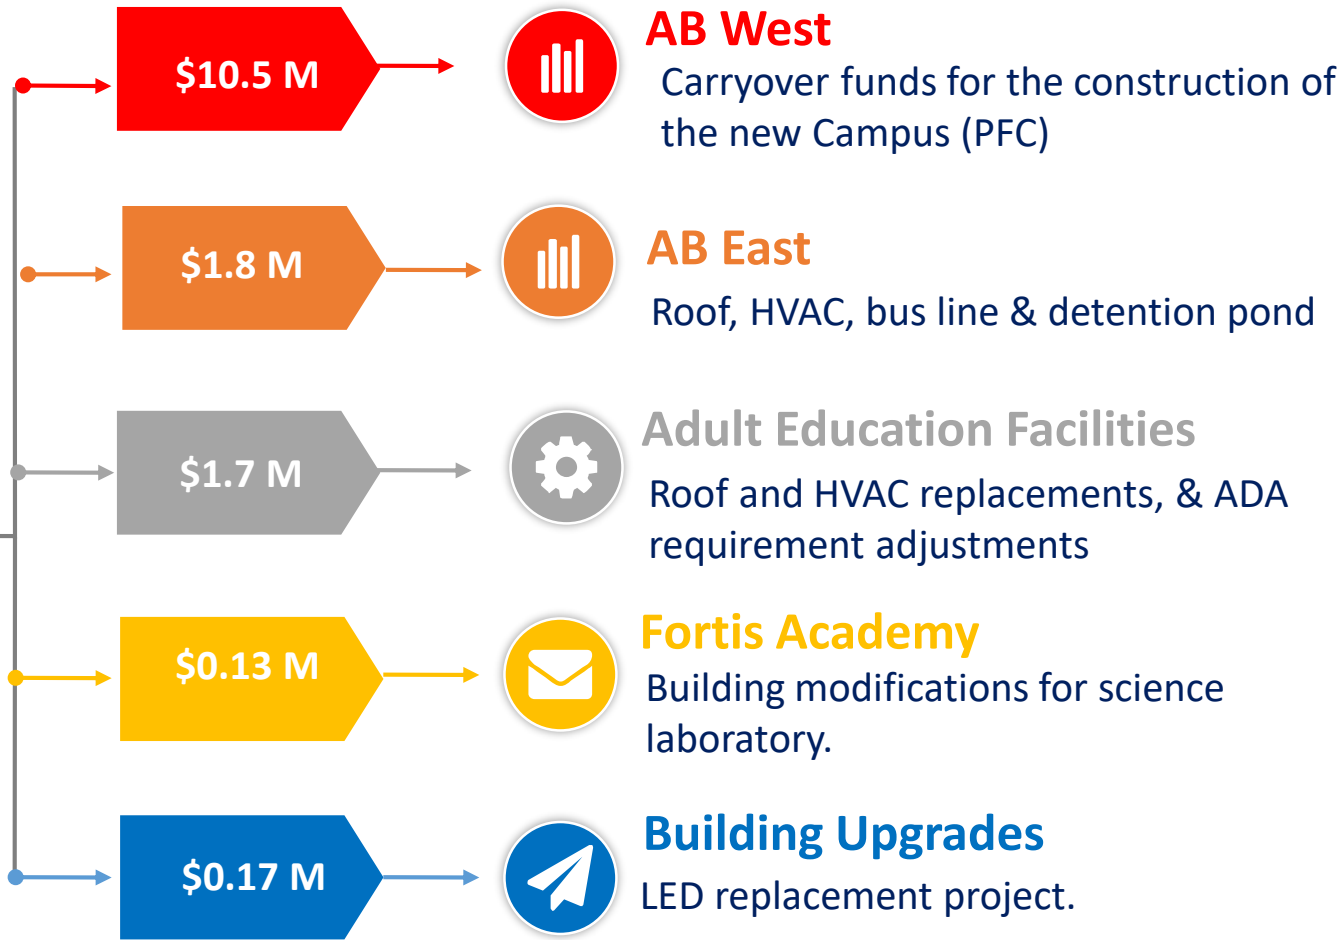 $10.5 M
AB West
Carryover funds for the construction of
the new Campus (PFC)
$1.8 M
AB East
Roof, HVAC, bus line & detention pond
$1.7 M
Adult Education Facilities
Roof and HVAC replacements, & ADA
requirement adjustments
$0.13 M
Fortis Academy
Building modifications for science
laboratory.
$0.17 M
Building Upgrades
LED replacement project.